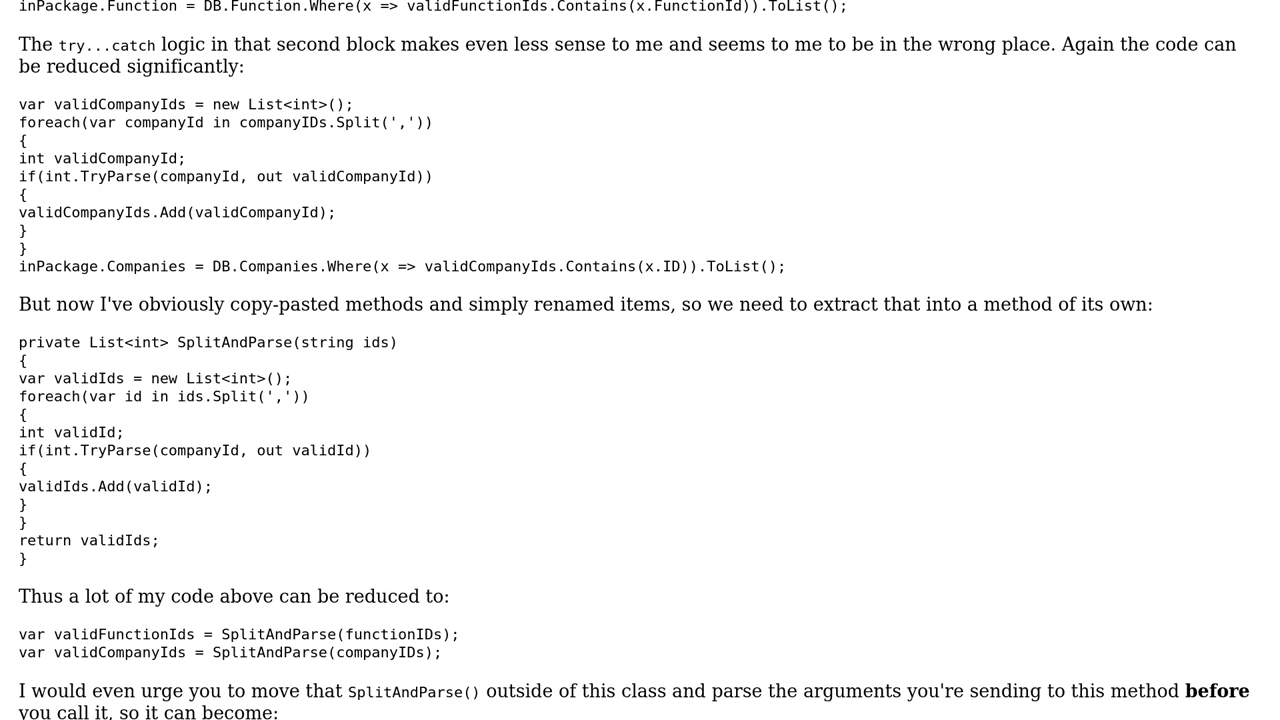 inPackage.Function = DB.Function.Where(x => validFunctionIds.Contains(x.FunctionId)).ToList();
The try...catch logic in that second block makes even less sense to me and seems to me to be in the wrong place. Again the code can
be reduced significantly:
var validCompanyIds = new List<int>();
foreach(var companyId in companyIDs.Split(','))
{
int validCompanyId;
if(int.TryParse(companyId, out validCompanyId))
{
validCompanyIds.Add(validCompanyId);
}
}
inPackage.Companies = DB.Companies.Where(x => validCompanyIds.Contains(x.ID)).ToList();
But now I've obviously copy-pasted methods and simply renamed items, so we need to extract that into a method of its own:
private List<int> SplitAndParse(string ids)
{
var validIds = new List<int>();
foreach(var id in ids.Split(','))
{
int validId;
if(int.TryParse(companyId, out validId))
{
validIds.Add(validId);
}
}
return validIds;
}
Thus a lot of my code above can be reduced to:
var validFunctionIds = SplitAndParse(functionIDs);
var validCompanyIds = SplitAndParse(companyIDs);
I would even urge you to move that SplitAndParse() outside of this class and parse the arguments you're sending to this method before
you call it, so it can become: